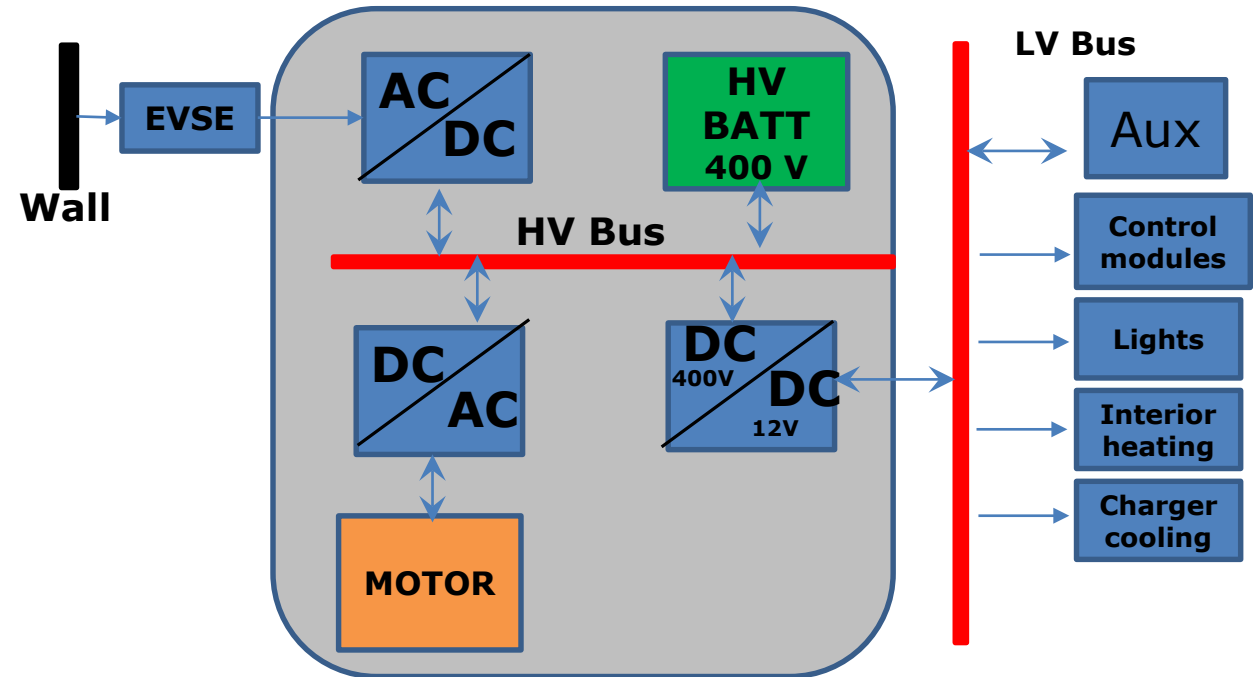 Wall
EVSE
AC
DC
HV
BATT
400 V
HV Bus
DC
AC
DC
400V
DC
12V
MOTOR
LV Bus
Aux
Control
modules
Lights
Interior
heating
Charger
cooling